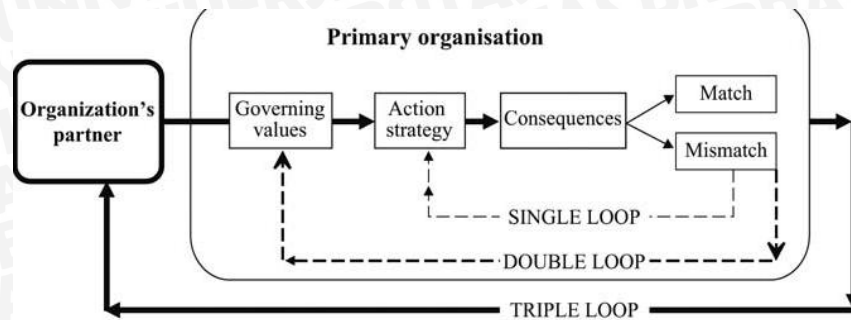 Primary organisation
Organization's
partner
Governing
values
Action
strategy
Consequences
Match
Mismatch
SINGLE LOOP
DOUBLE LOOP
TRIPLE LOOP